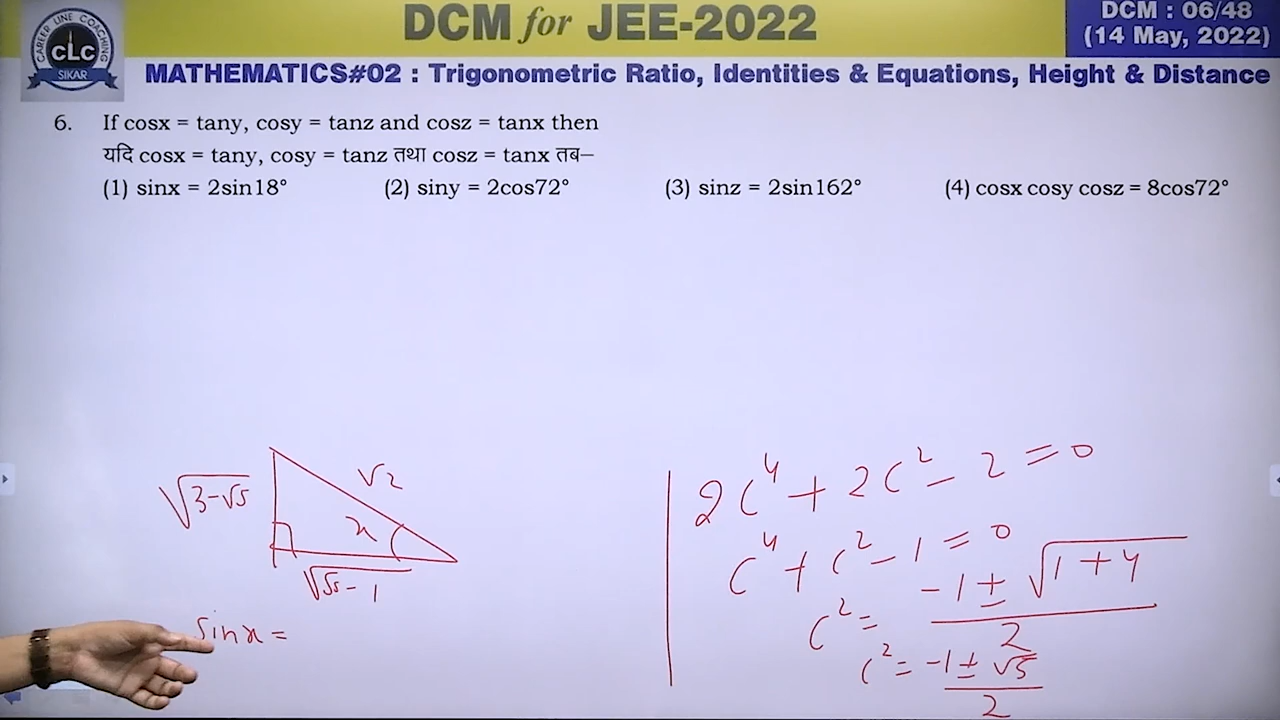 DCM for JEE-2022
DCM : 06/48
(14 May, 2022)
CAREER LINE COACHING
CLC
SIKAR
MATHEMATICS#02 : Trigonometric Ratio, Identities & Equations, Height & Distance
6. If cosx = tany, cosy = tanz and cosz = tanx then
यदि cosx = tany, cosy = tanz तथा cosz = tanx तब–
(1) sinx = 2sin18° (2) siny = 2cos72° (3) sinz = 2sin162° (4) cosx cosy cosz = 8cos72°
√(3-√5)
√2
x
√(√5-1)
sinx =
2C⁴ + 2C² - 2 = 0
C⁴ + C² - 1 = 0
C² = (-1 ± √(1+4))/2
C² = (-1 ± √5)/2